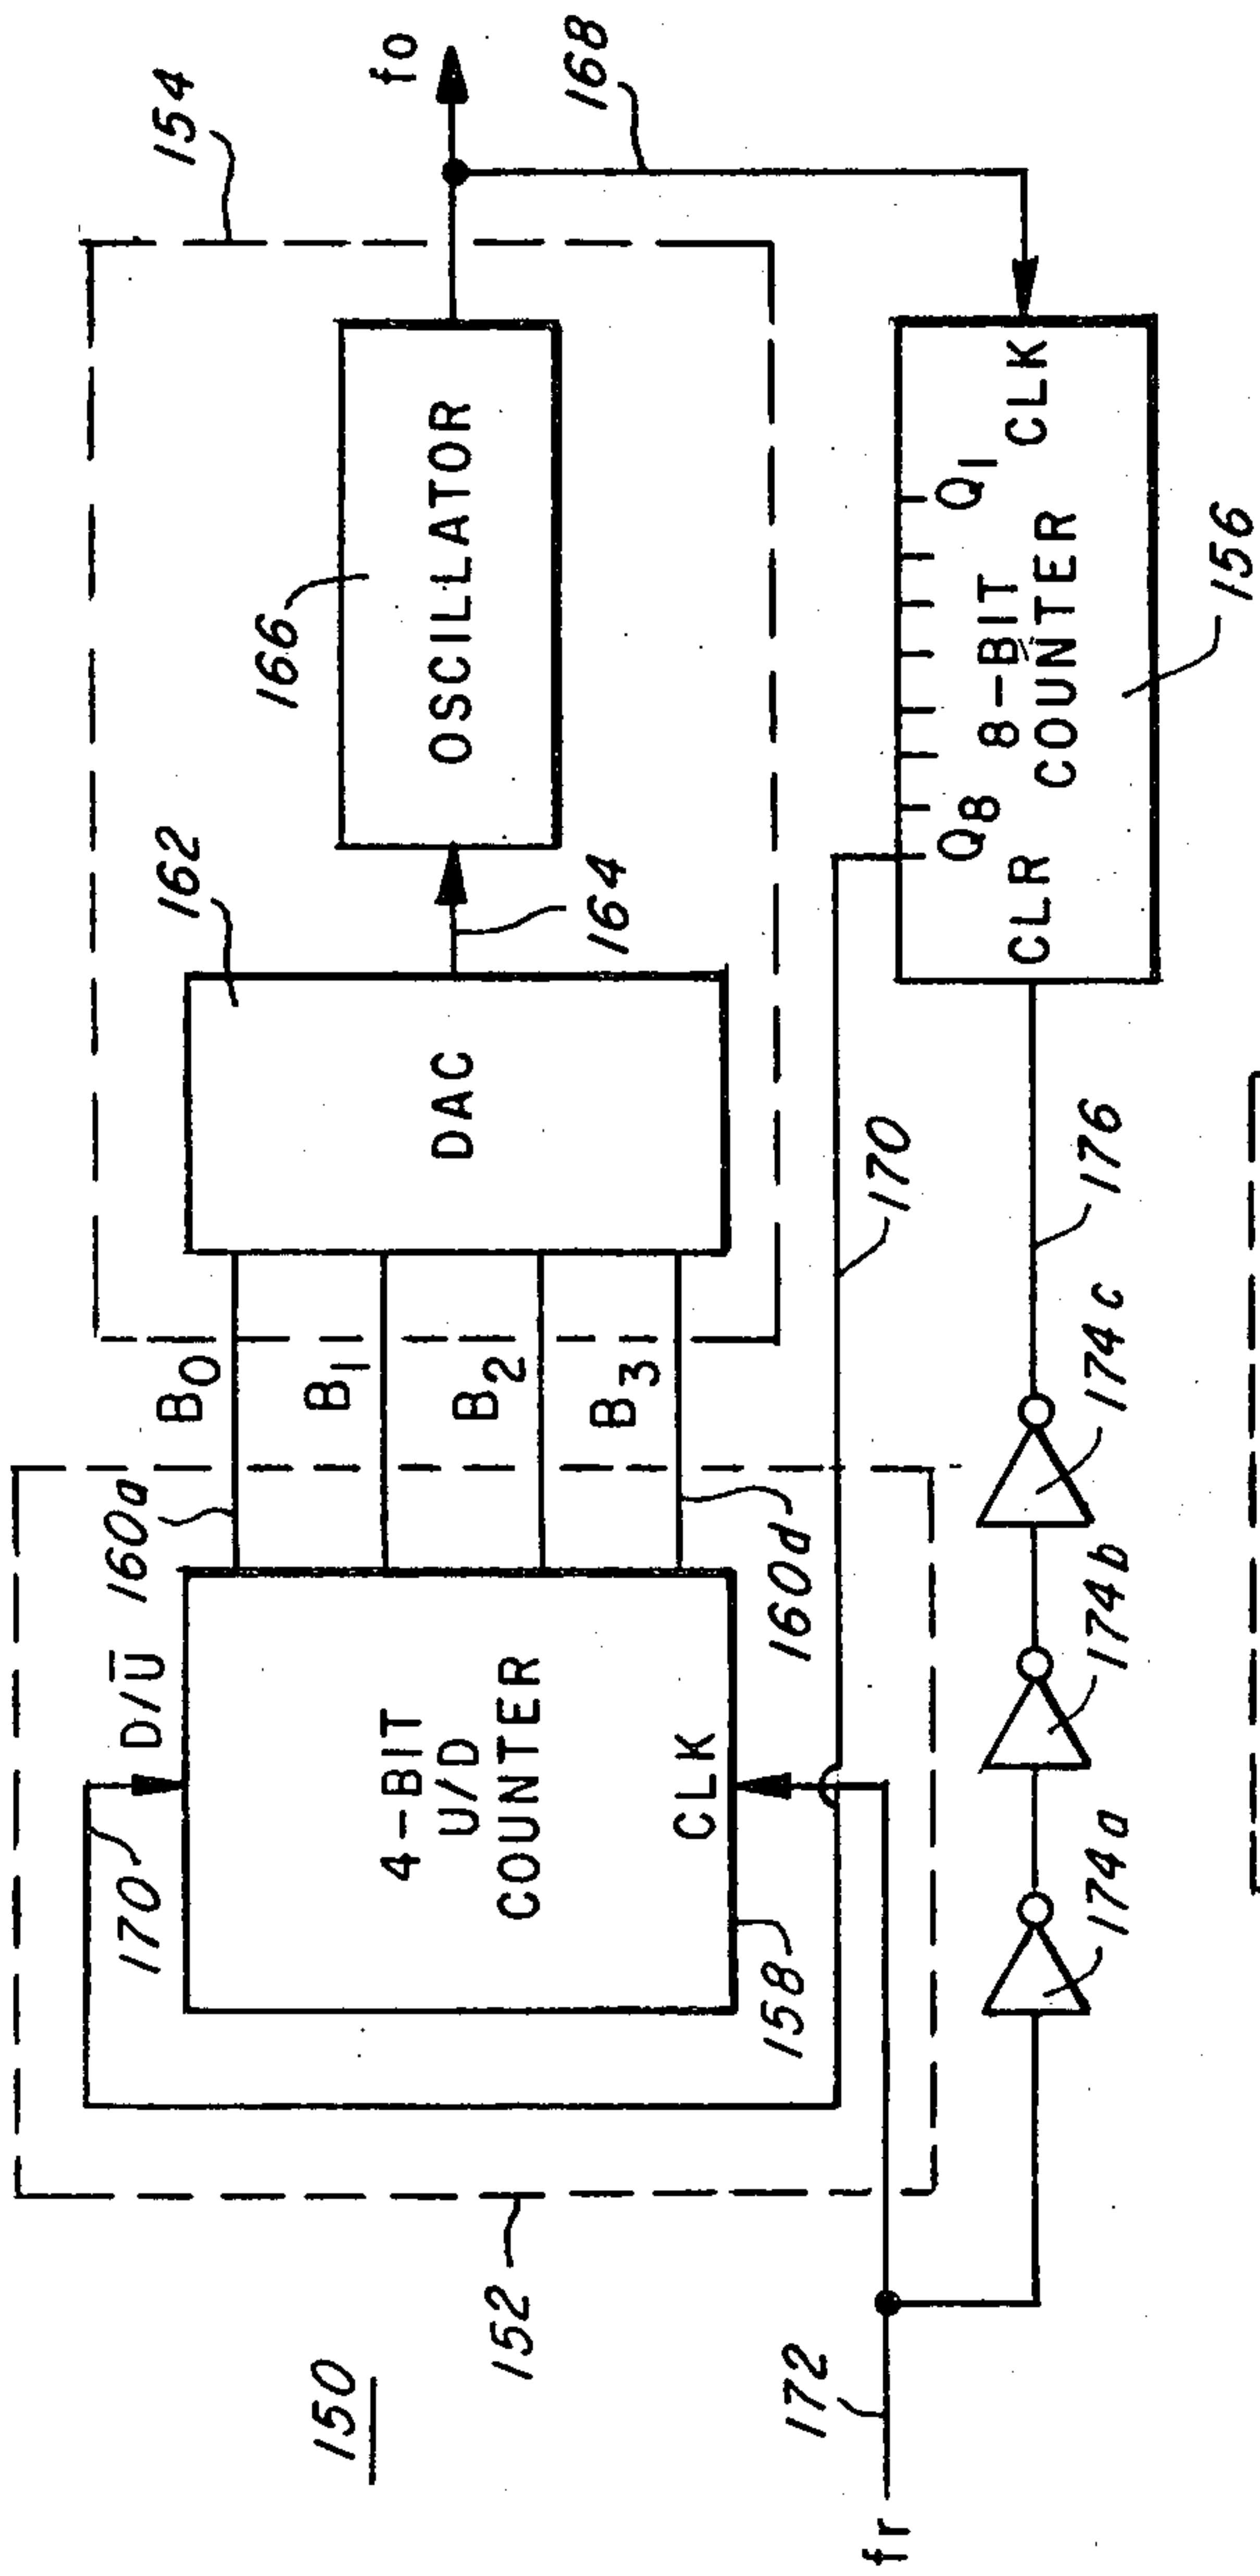 150
152
154
170
D/U̅
160a
B0
B1
B2
B3
160d
4-BIT
U/D
COUNTER
CLK
158
162
DAC
164
166
OSCILLATOR
fo
168
170
fr
172
174a
174b
174c
176
Q8
Q1
CLR
8-BIT
COUNTER
CLK
156